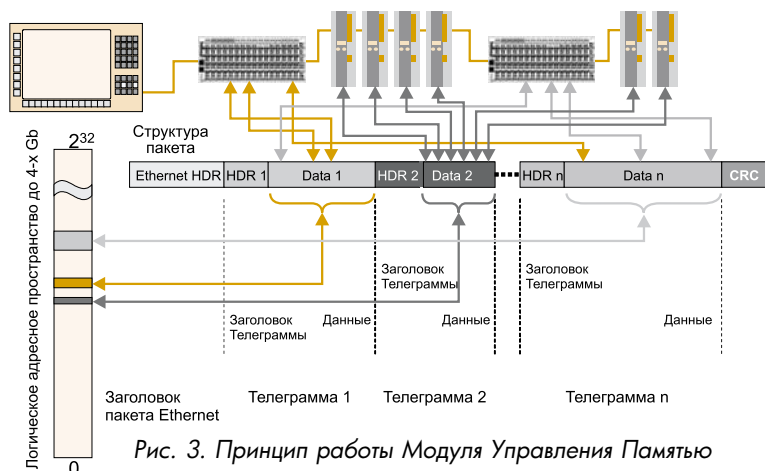 Структура
пакета
Логическое адресное пространство до 4-х Gb
2³²
Ethernet HDR HDR 1 Data 1 HDR 2 Data 2 HDR n Data n CRC
Заголовок
Телеграммы
Заголовок
Телеграммы
Заголовок
Телеграммы
Данные
Данные
Данные
Заголовок
пакета Ethernet
Телеграмма 1
Телеграмма 2
Телеграмма n
0
Рис. 3. Принцип работы Модуля Управления Памятью